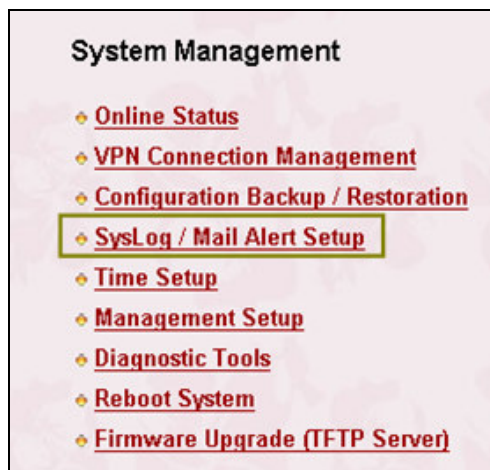 System Management
Online Status
VPN Connection Management
Configuration Backup / Restoration
SysLog / Mail Alert Setup
Time Setup
Management Setup
Diagnostic Tools
Reboot System
Firmware Upgrade (TFTP Server)